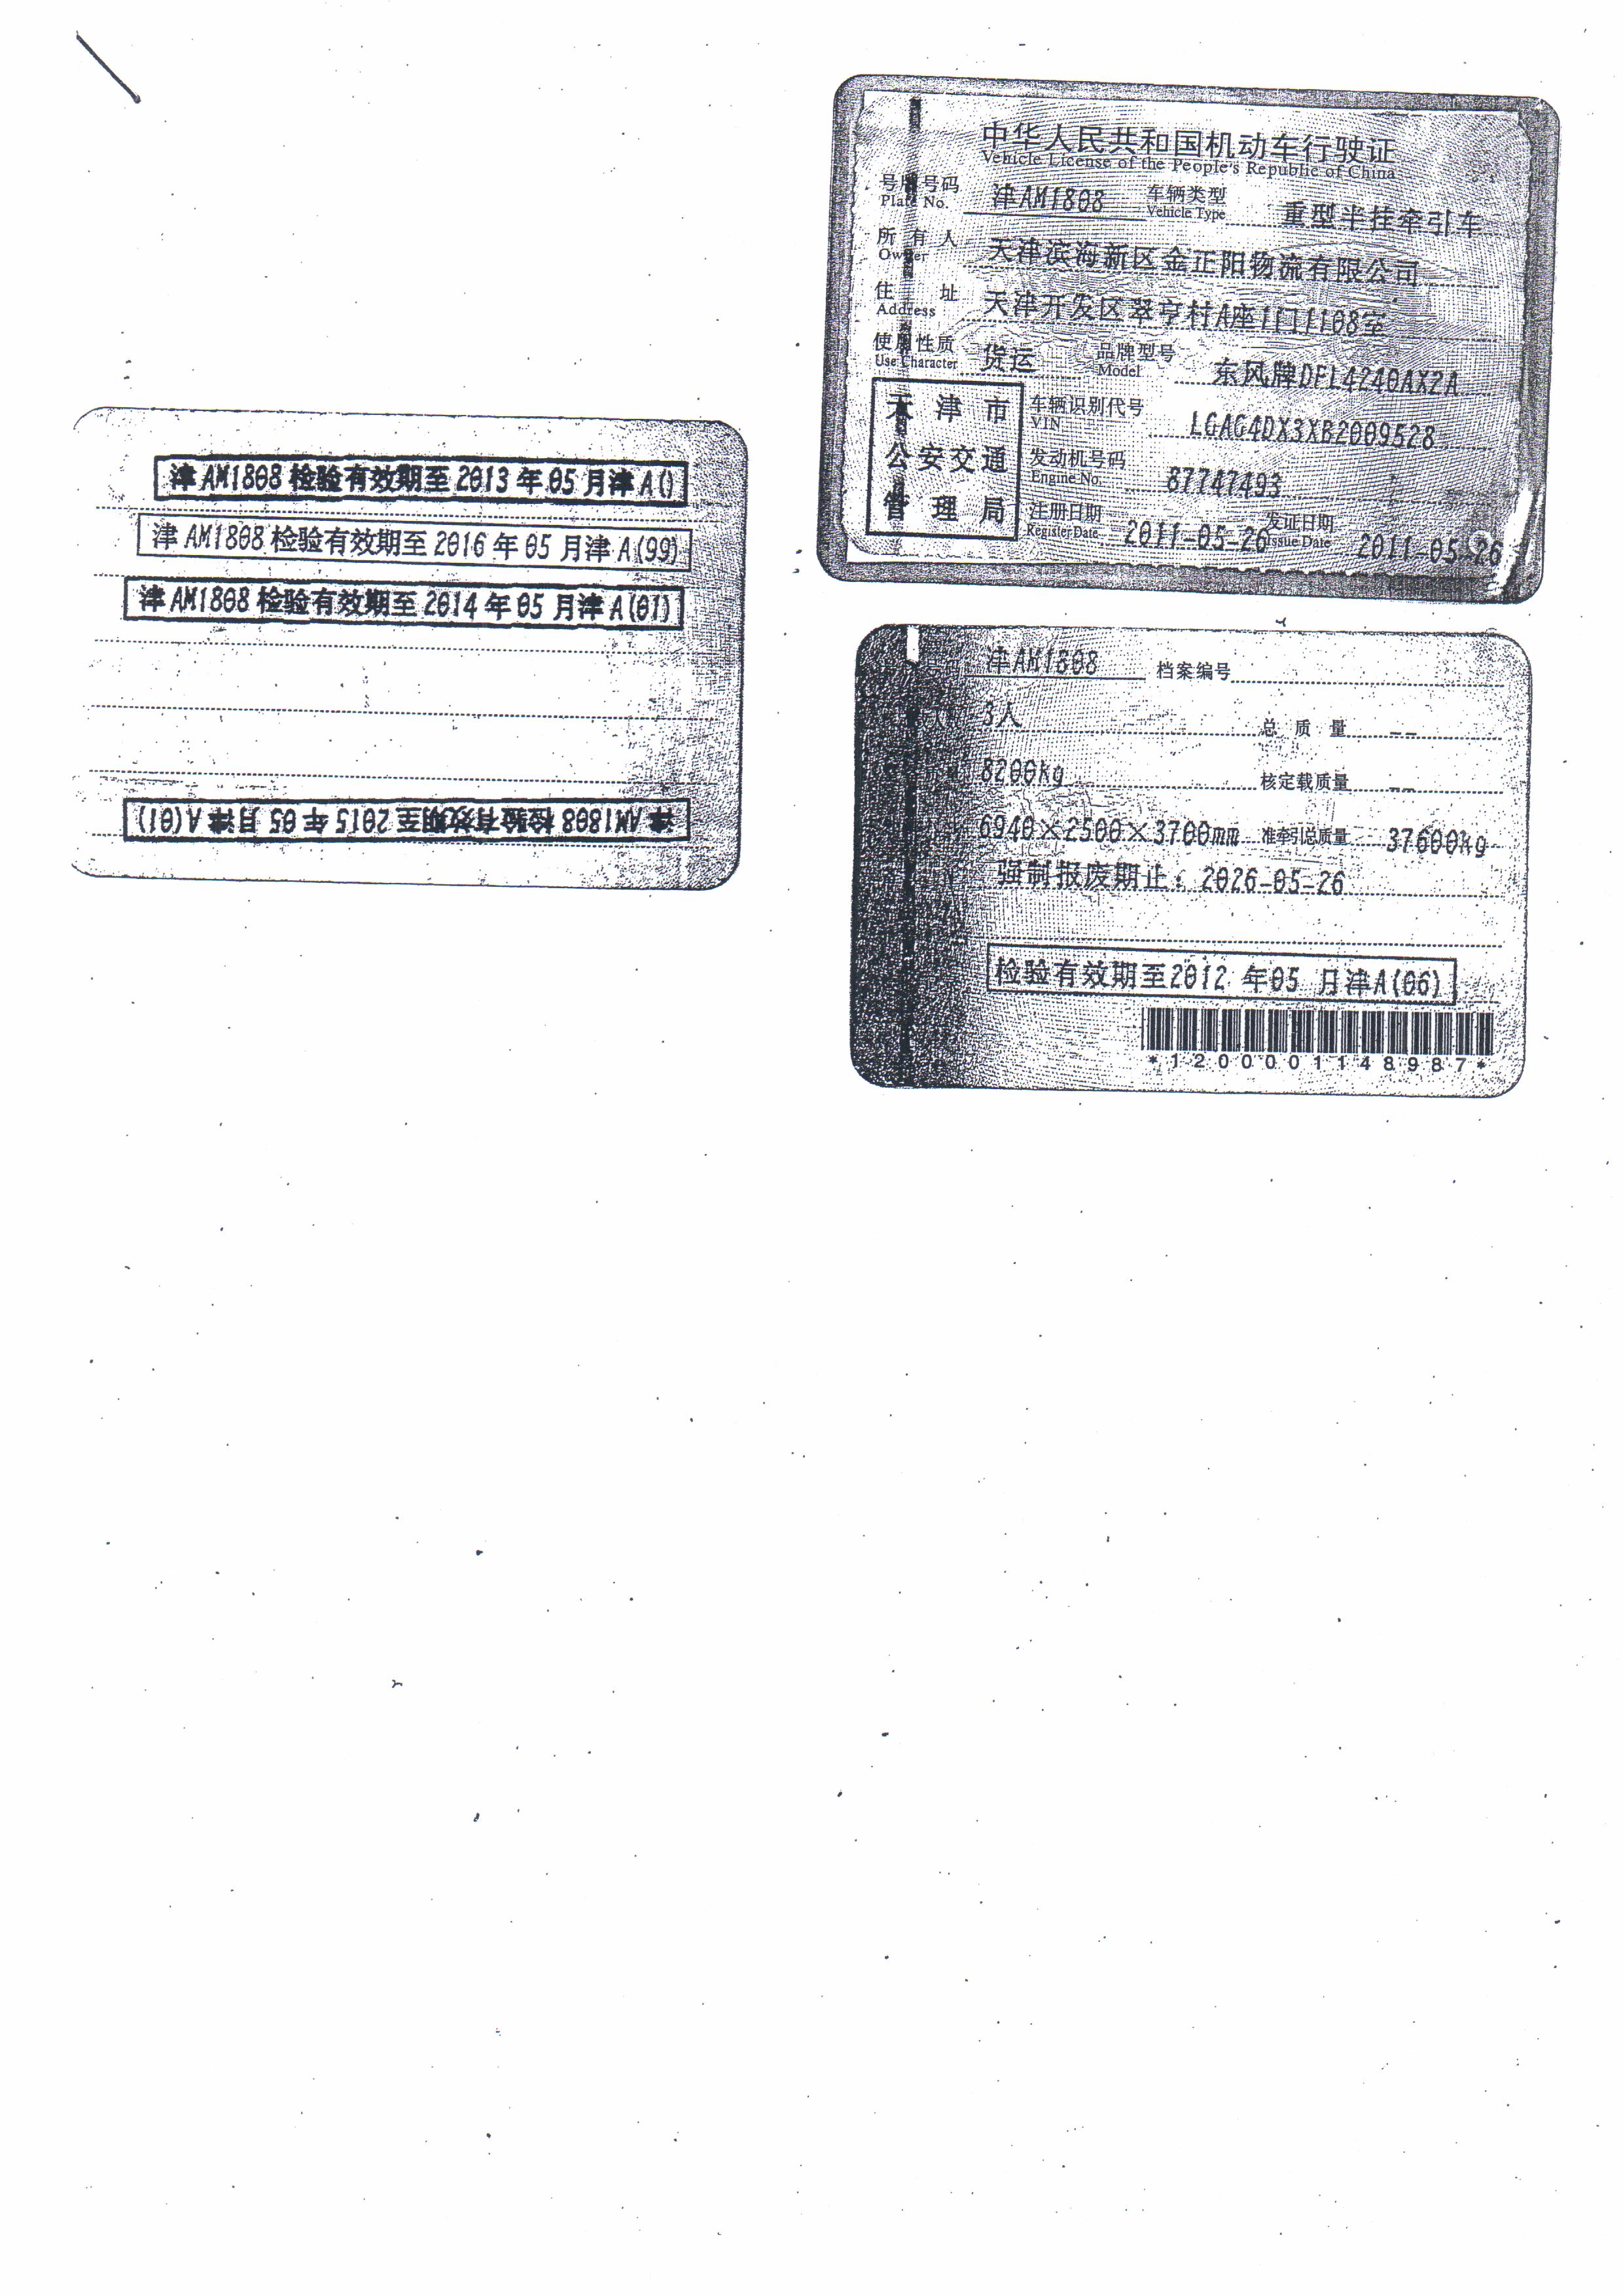 中华人民共和国机动车行驶证
Vehicle License of the People's Republic of China
号牌号码 津AM1808 车辆类型 重型半挂牵引车
Plate No. Vehicle Type
所有人 天津滨海新区金正阳物流有限公司
Owner
住址 天津开发区翠亨村A座1门1108室
Address
使用性质 货运 品牌型号 东风牌DFL4240AX2A
Use Character Model
天津市
公安交通
管理局
车辆识别代号 LGAG4DX3XB2009528
VIN
发动机号码 87747493
Engine No.
注册日期 2011-05-26 发证日期 2011-05-26
Register Date Issue Date
津AM1808检验有效期至2013年05月津A()
津AM1808检验有效期至2016年05月津A(99)
津AM1808检验有效期至2014年05月津A(01)
津AM1808检验有效期至2015年05月津A(01)
津AM1808 档案编号
3人 总质量 --
8200kg 核定载质量 --
6940×2500×3700mm 准牵引总质量 37600kg
强制报废期止：2026-05-26
检验有效期至2012年05月津A(06)
*1200001148987*